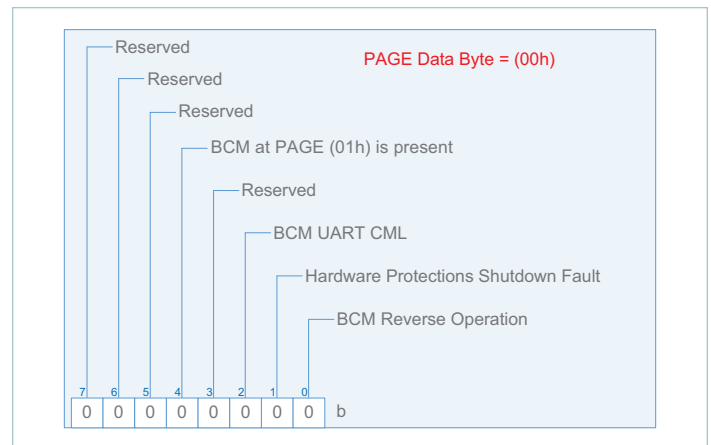 Reserved
PAGE Data Byte = (00h)
Reserved
Reserved
BCM at PAGE (01h) is present
Reserved
BCM UART CML
Hardware Protections Shutdown Fault
BCM Reverse Operation
7 6 5 4 3 2 1 0
0 0 0 0 0 0 0 0 b